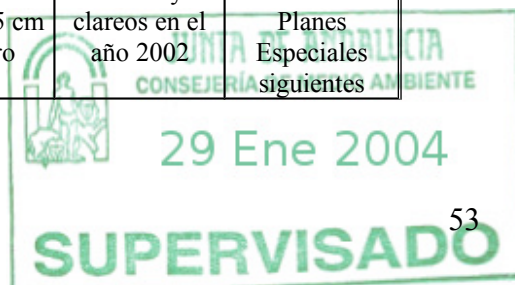 5 cm clareos en el Planes
ro año 2002 Especiales
siguientes
JUNTA DE ANDALUCIA
CONSEJERÍA DE MEDIO AMBIENTE
29 Ene 2004
53
SUPERVISADO